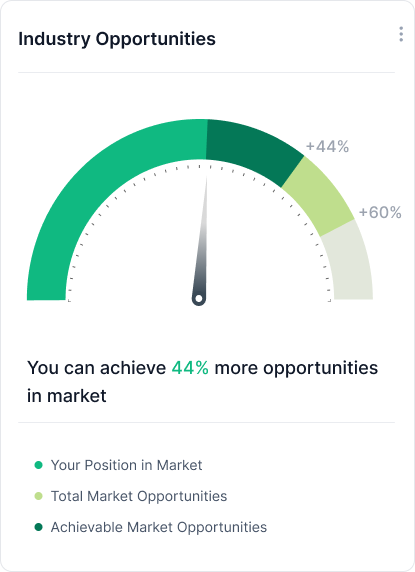 Industry Opportunities
+44%
+60%
You can achieve 44% more opportunities
in market
Your Position in Market
Total Market Opportunities
Achievable Market Opportunities